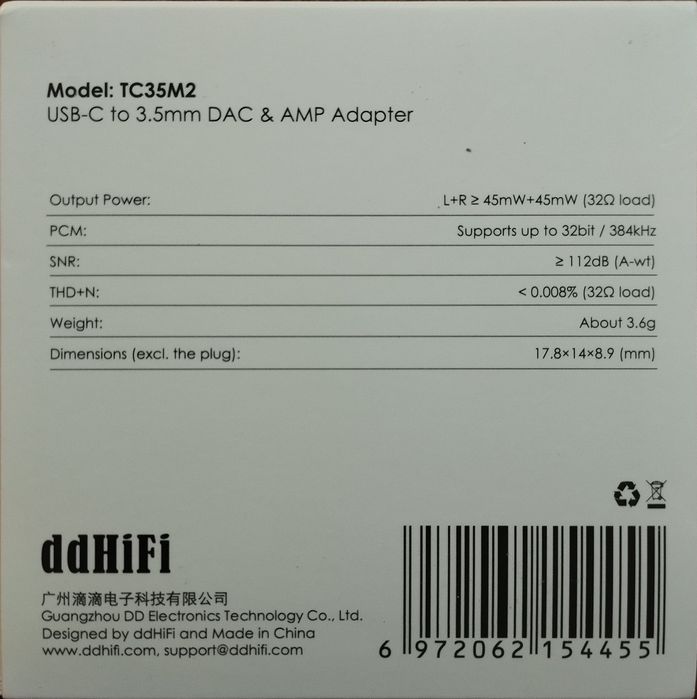 Model: TC35M2
USB-C to 3.5mm DAC & AMP Adapter
Output Power: L+R ≥ 45mW+45mW (32Ω load)
PCM: Supports up to 32bit / 384kHz
SNR: ≥ 112dB (A-wt)
THD+N: < 0.008% (32Ω load)
Weight: About 3.6g
Dimensions (excl. the plug): 17.8×14×8.9 (mm)
ddHiFi
广州滴滴电子科技有限公司
Guangzhou DD Electronics Technology Co., Ltd.
Designed by ddHiFi and Made in China
www.ddhifi.com, support@ddhifi.com
6 972062 154455